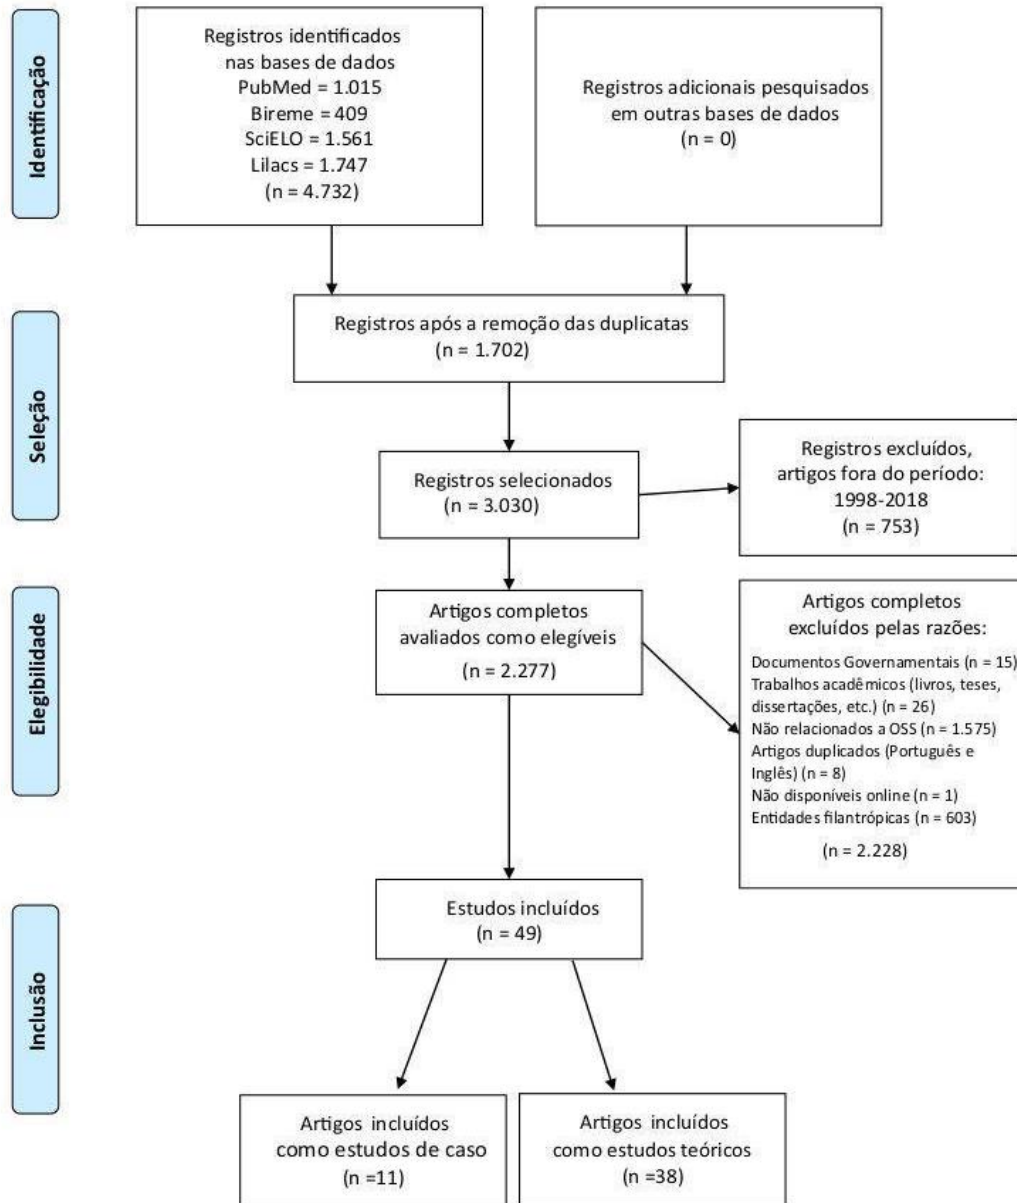 Identificação
Registros identificados
nas bases de dados
PubMed = 1.015
Bireme = 409
SciELO = 1.561
Lilacs = 1.747
(n = 4.732)
Registros adicionais pesquisados
em outras bases de dados
(n = 0)
Seleção
Registros após a remoção das duplicatas
(n = 1.702)
Registros selecionados
(n = 3.030)
Registros excluídos,
artigos fora do período:
1998-2018
(n = 753)
Elegibilidade
Artigos completos
avaliados como elegíveis
(n = 2.277)
Artigos completos
excluídos pelas razões:
Documentos Governamentais (n = 15)
Trabalhos acadêmicos (livros, teses,
dissertações, etc.) (n = 26)
Não relacionados a OSS (n = 1.575)
Artigos duplicados (Português e
Inglês) (n = 8)
Não disponíveis online (n = 1)
Entidades filantrópicas (n = 603)
(n = 2.228)
Inclusão
Estudos incluídos
(n = 49)
Artigos incluídos
como estudos de caso
(n =11)
Artigos incluídos
como estudos teóricos
(n =38)